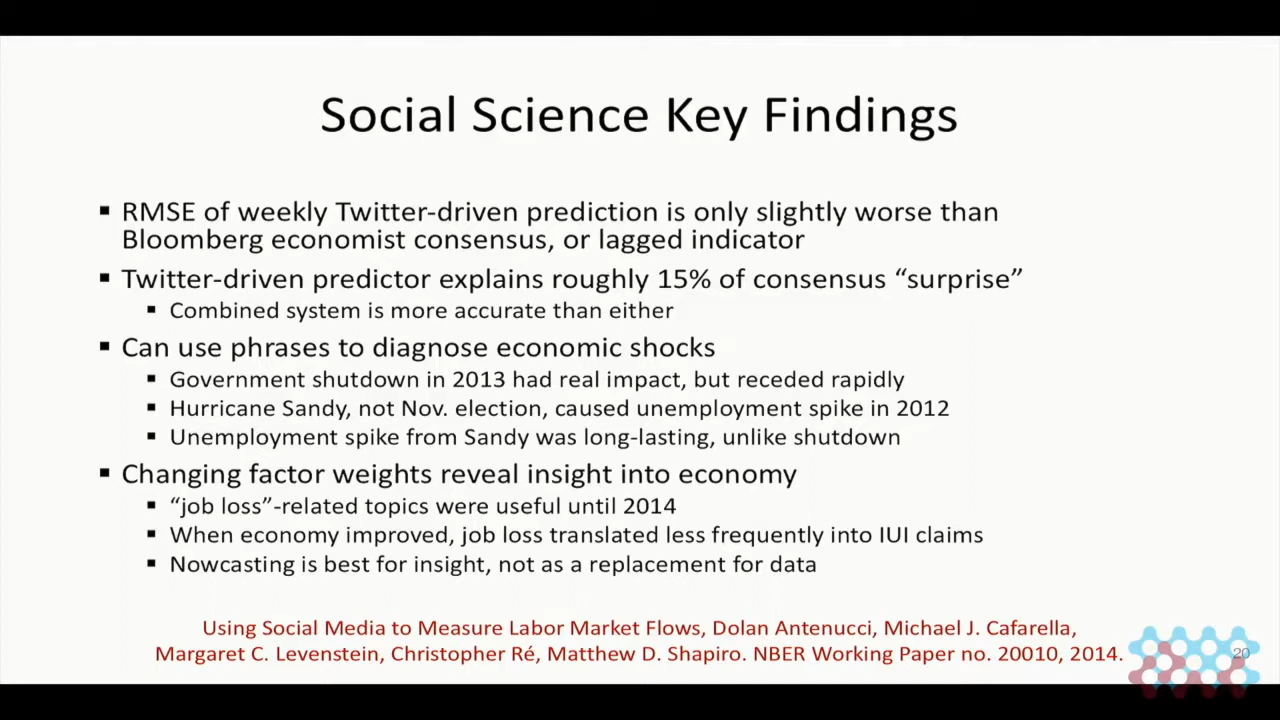 Social Science Key Findings
▪ RMSE of weekly Twitter-driven prediction is only slightly worse than
Bloomberg economist consensus, or lagged indicator
▪ Twitter-driven predictor explains roughly 15% of consensus “surprise”
▪ Combined system is more accurate than either
▪ Can use phrases to diagnose economic shocks
▪ Government shutdown in 2013 had real impact, but receded rapidly
▪ Hurricane Sandy, not Nov. election, caused unemployment spike in 2012
▪ Unemployment spike from Sandy was long-lasting, unlike shutdown
▪ Changing factor weights reveal insight into economy
▪ “job loss”-related topics were useful until 2014
▪ When economy improved, job loss translated less frequently into IUI claims
▪ Nowcasting is best for insight, not as a replacement for data
Using Social Media to Measure Labor Market Flows, Dolan Antenucci, Michael J. Cafarella,
Margaret C. Levenstein, Christopher Ré, Matthew D. Shapiro. NBER Working Paper no. 20010, 2014.
20